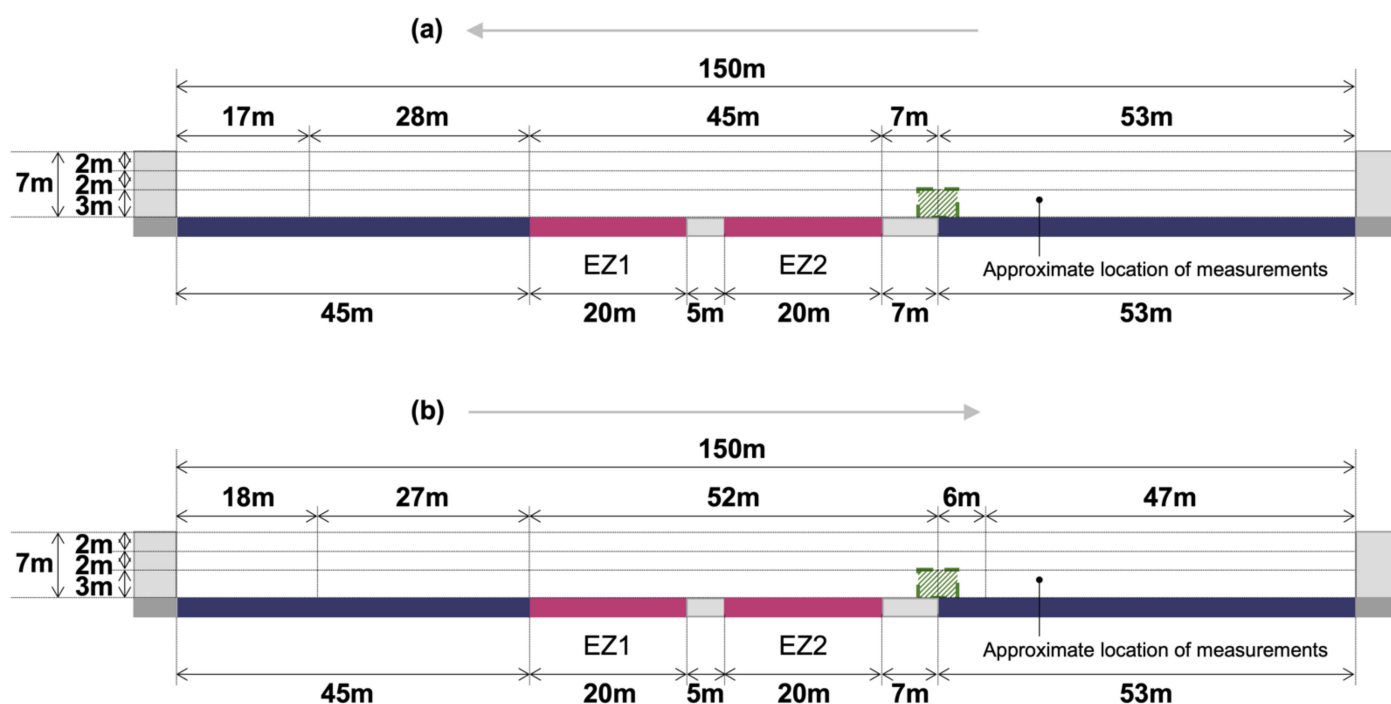 (a)
150m
17m 28m 45m 7m 53m
7m
2m
2m
3m
EZ1 EZ2 Approximate location of measurements
45m 20m 5m 20m 7m 53m
(b)
150m
18m 27m 52m 6m 47m
7m
2m
2m
3m
EZ1 EZ2 Approximate location of measurements
45m 20m 5m 20m 7m 53m